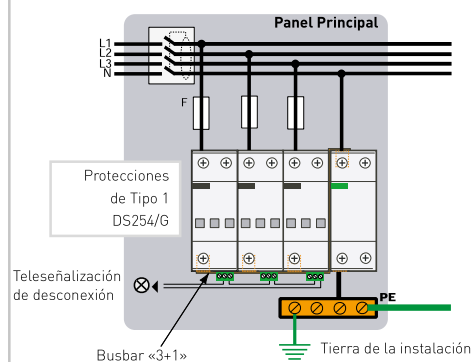 Panel Principal
L1
L2
L3
N
F
Protecciones
de Tipo 1
DS254/G
Teleseñalización
de desconexión
PE
Busbar «3+1»
Tierra de la instalación